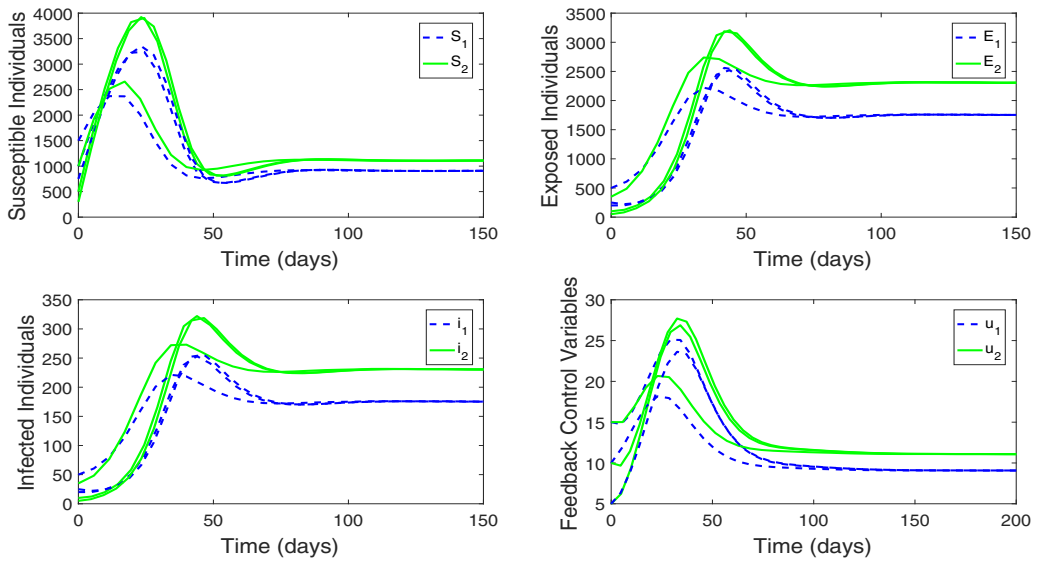 4000
3500
3000
2500
2000
1500
1000
500
0
Susceptible Individuals
S1
S2
0 50 100 150
Time (days)
3500
3000
2500
2000
1500
1000
500
0
Exposed Individuals
E1
E2
0 50 100 150
Time (days)
350
300
250
200
150
100
50
0
Infected Individuals
i1
i2
0 50 100 150
Time (days)
30
25
20
15
10
5
Feedback Control Variables
u1
u2
0 50 100 150 200
Time (days)